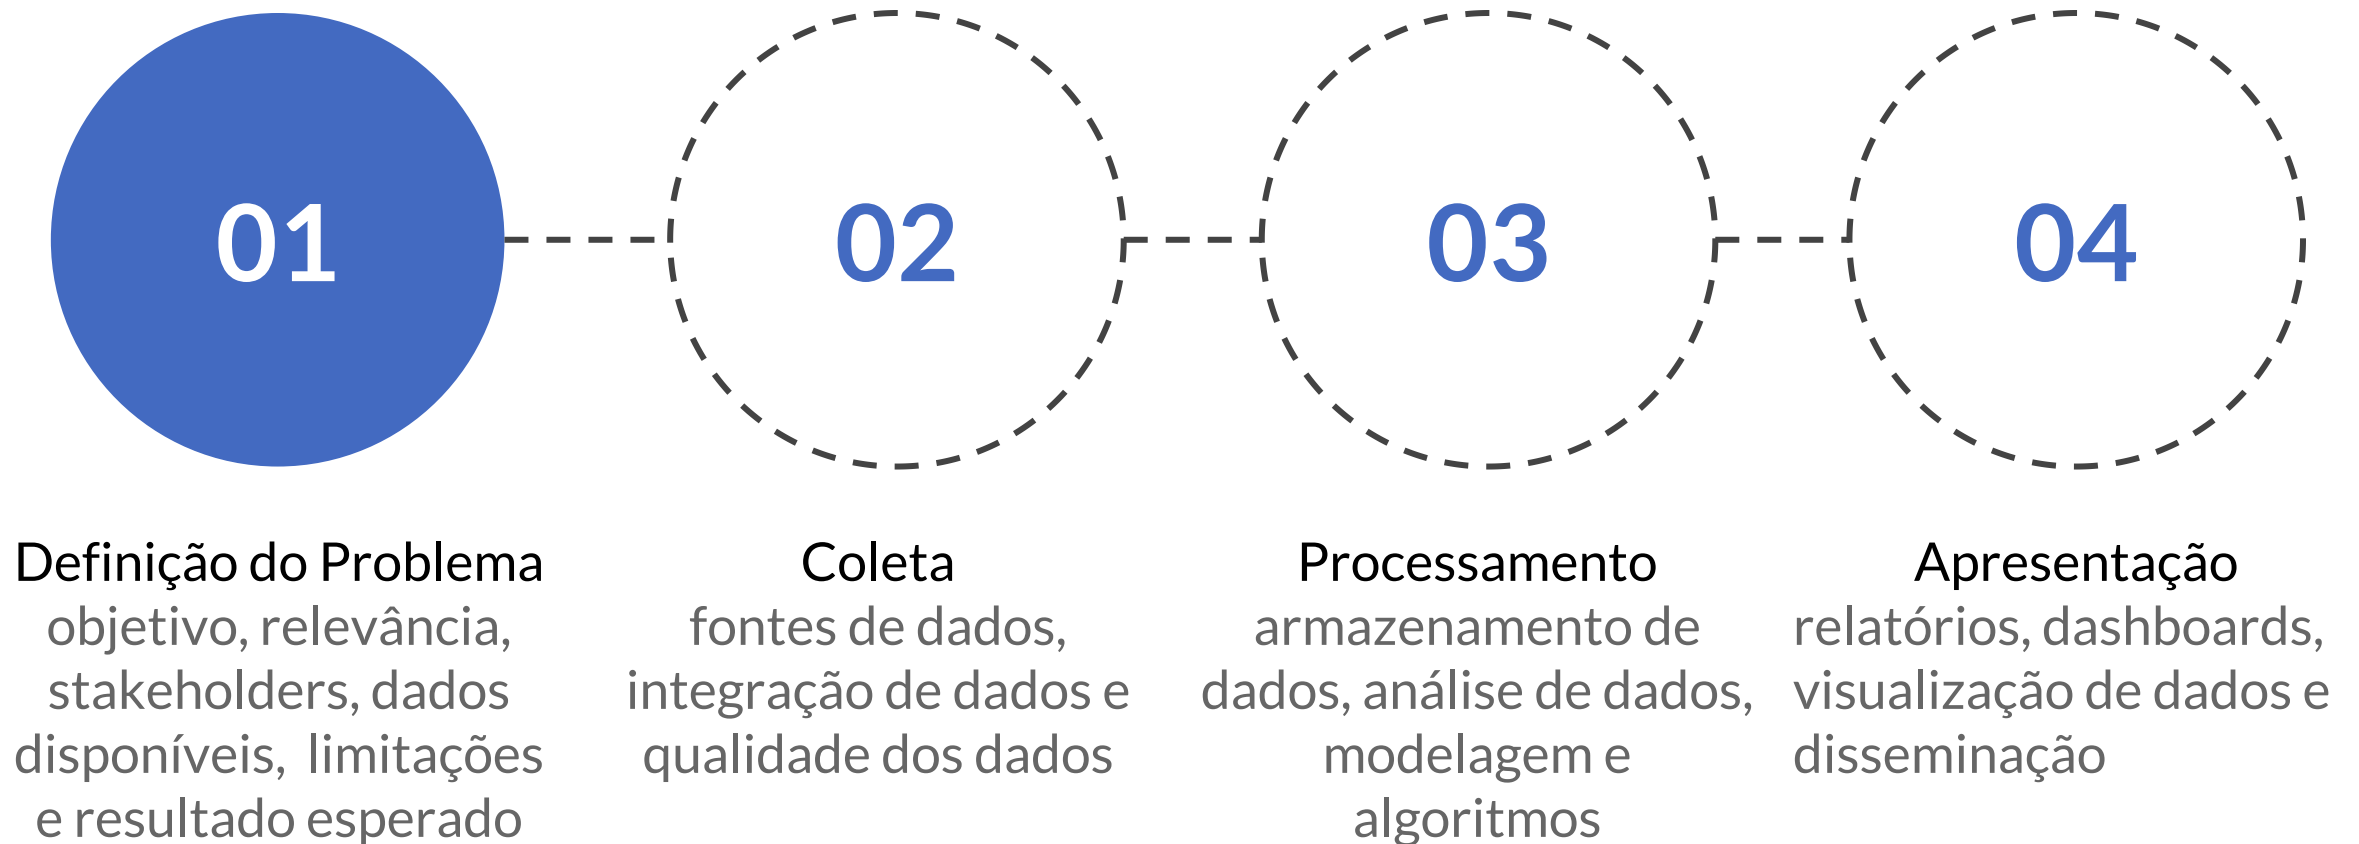 01
02
03
04
Definição do Problema
objetivo, relevância,
stakeholders, dados
disponíveis, limitações
e resultado esperado
Coleta
fontes de dados,
integração de dados e
qualidade dos dados
Processamento
armazenamento de
dados, análise de dados,
modelagem e
algoritmos
Apresentação
relatórios, dashboards,
visualização de dados e
disseminação